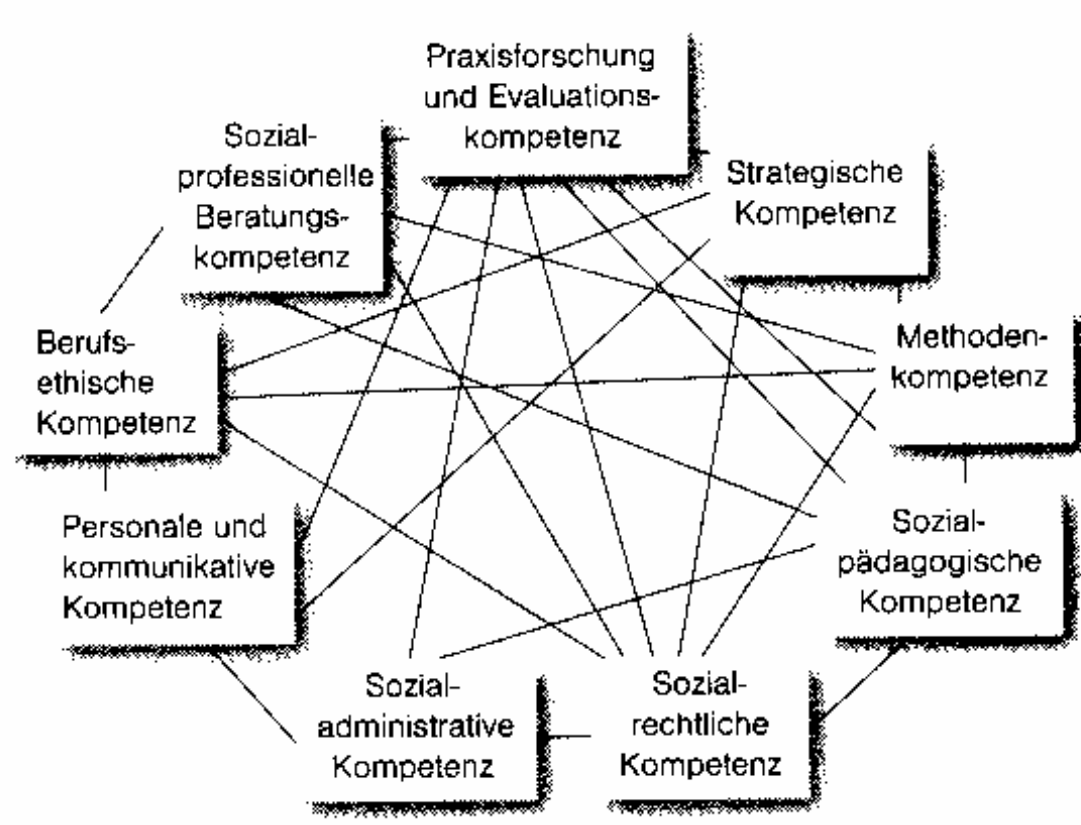 Praxisforschung
und Evaluations-
kompetenz
Sozial-
professionelle
Beratungs-
kompetenz
Strategische
Kompetenz
Berufs-
ethische
Kompetenz
Methoden-
kompetenz
Personale und
kommunikative
Kompetenz
Sozial-
pädagogische
Kompetenz
Sozial-
administrative
Kompetenz
Sozial-
rechtliche
Kompetenz